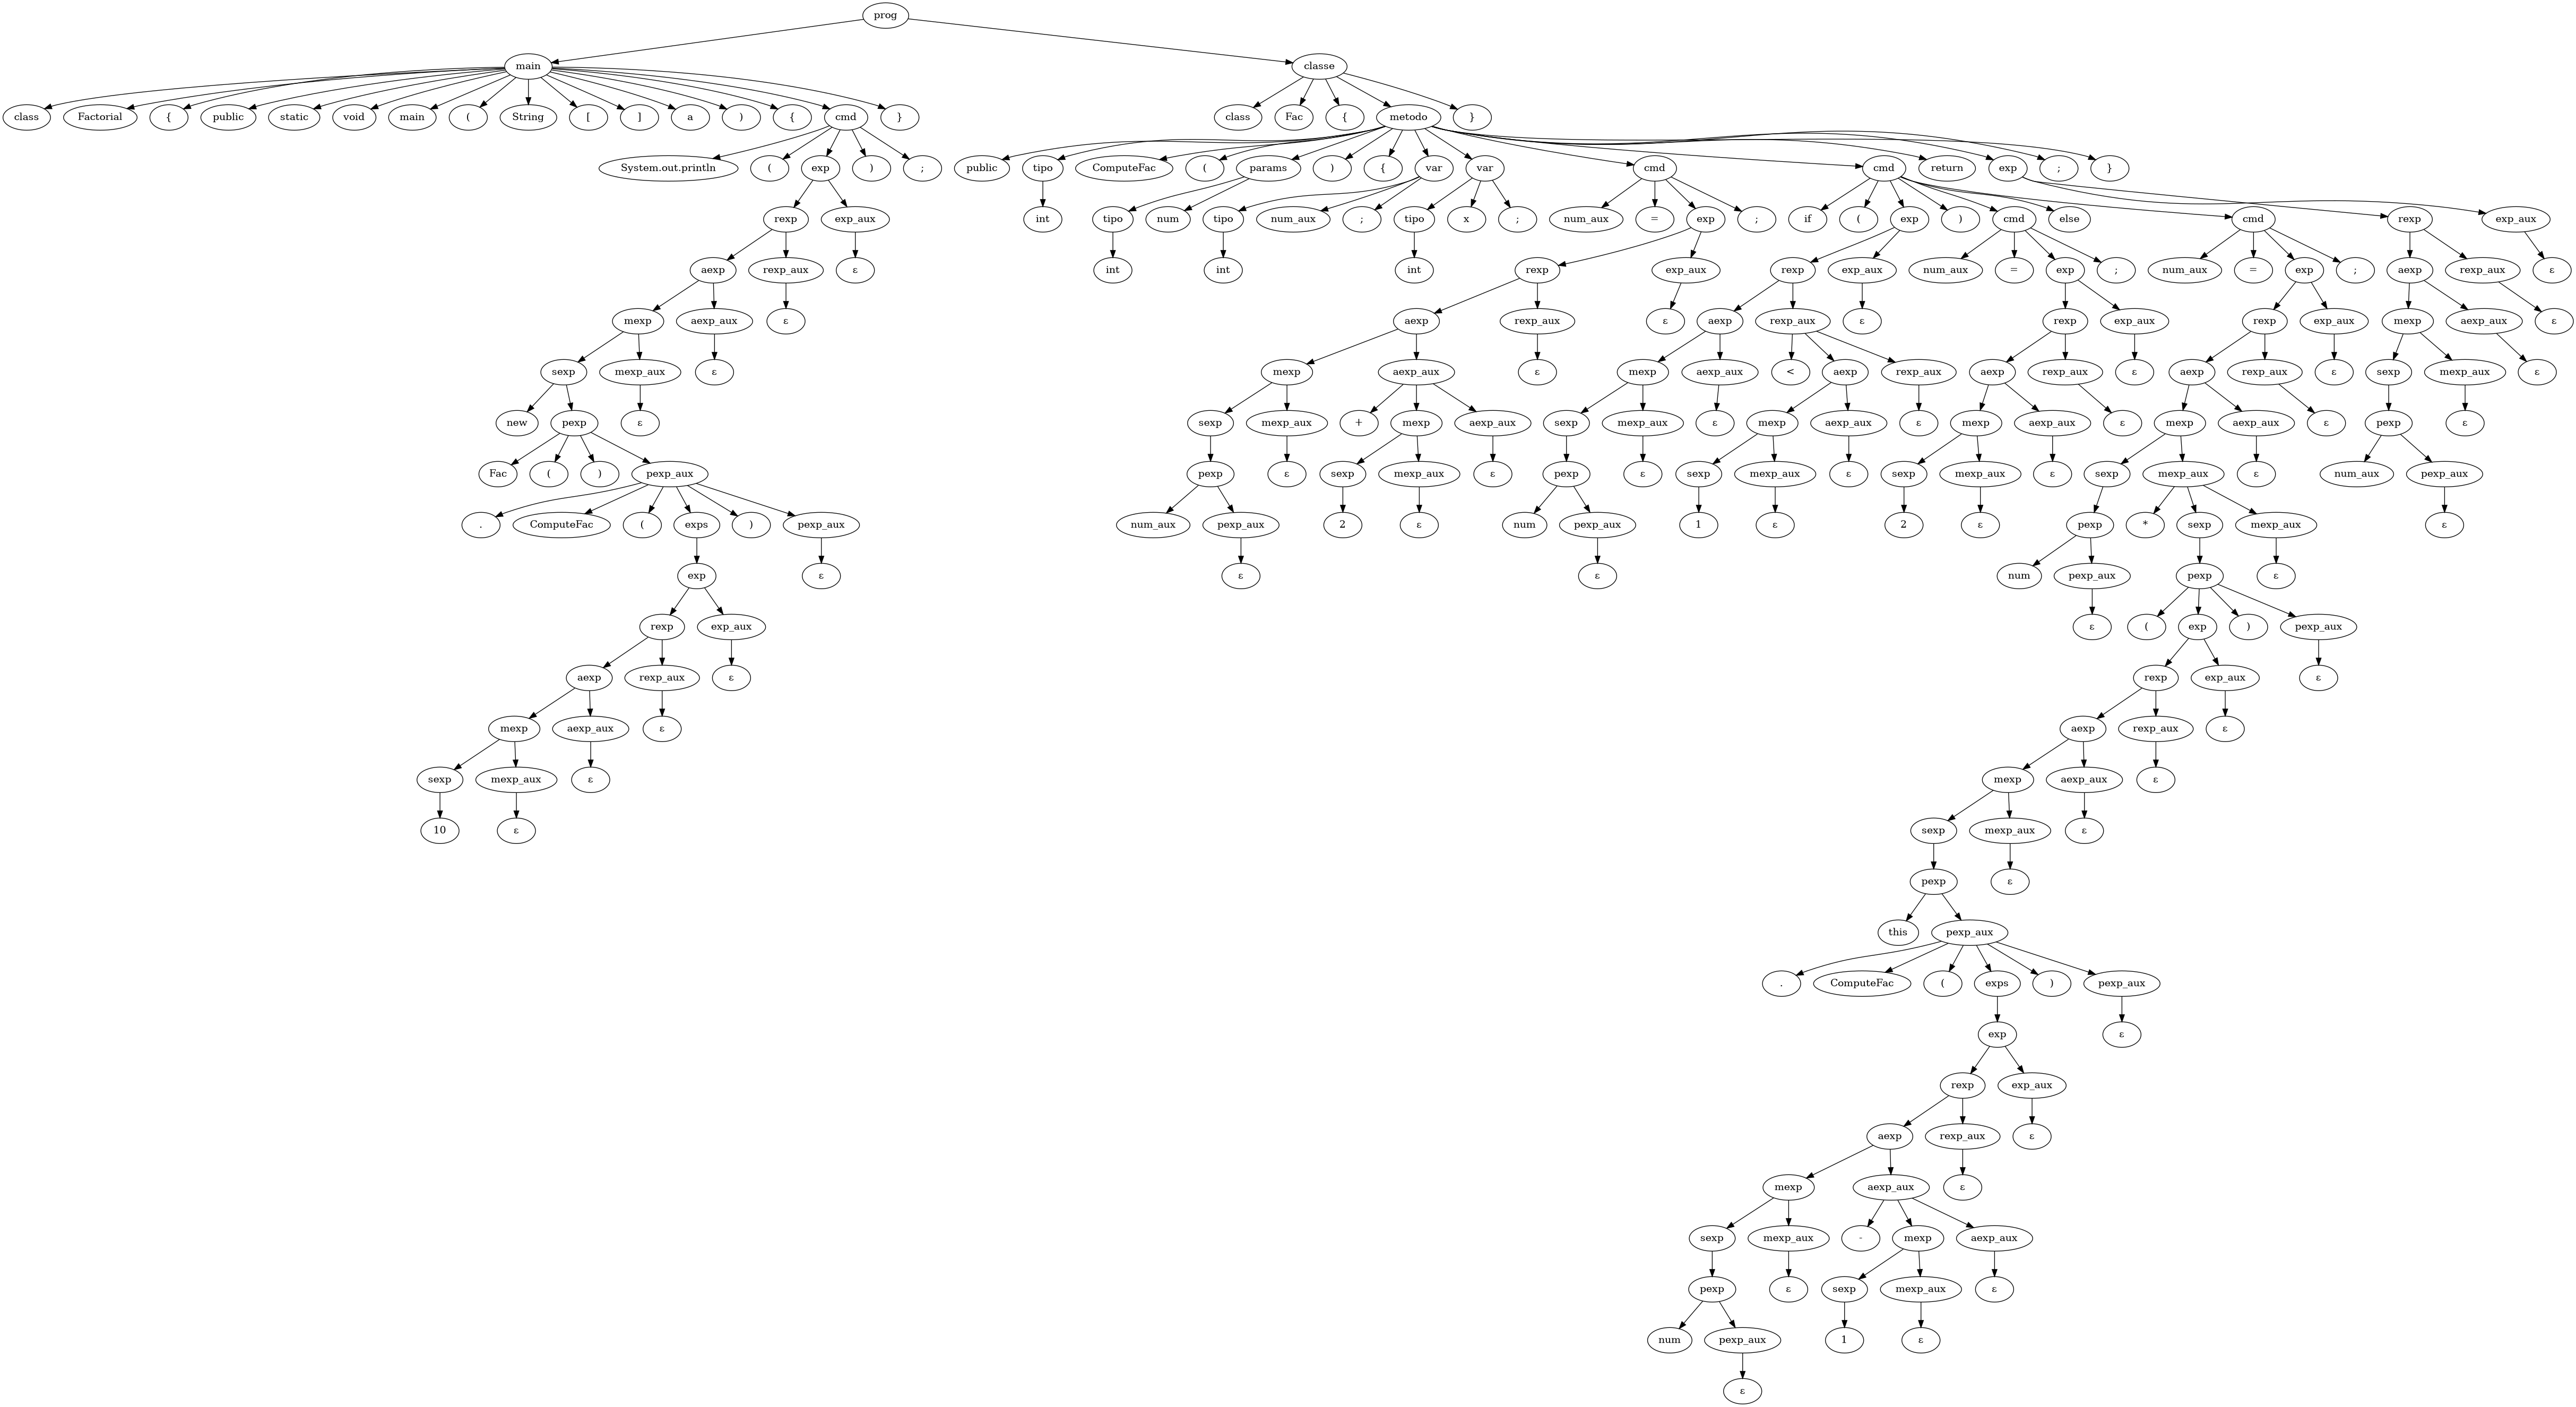 prog
main classe
class Factorial { public static void main ( String [ ] a ) { cmd } class Fac { metodo }
System.out.println ( exp ) ; public tipo ComputeFac ( params ) { var var cmd cmd return exp ; }
rexp exp_aux int tipo num tipo num_aux ; tipo x ; num_aux = exp ; if ( exp ) cmd else cmd rexp exp_aux
aexp rexp_aux ε int int int rexp exp_aux rexp exp_aux num_aux = exp ; num_aux = exp ; aexp rexp_aux ε
mexp aexp_aux ε aexp rexp_aux ε aexp rexp_aux ε rexp exp_aux rexp exp_aux mexp aexp_aux ε
sexp mexp_aux ε mexp aexp_aux ε mexp aexp_aux < aexp rexp_aux aexp rexp_aux ε aexp rexp_aux ε sexp mexp_aux ε
new pexp ε sexp mexp_aux + mexp aexp_aux sexp mexp_aux ε mexp aexp_aux ε mexp aexp_aux ε mexp aexp_aux ε pexp ε
Fac ( ) pexp_aux pexp ε sexp mexp_aux ε pexp ε sexp mexp_aux ε sexp mexp_aux ε sexp mexp_aux ε num_aux pexp_aux
. ComputeFac ( exps ) pexp_aux num_aux pexp_aux 2 ε num pexp_aux 1 ε 2 ε pexp * sexp mexp_aux ε
exp ε ε ε num pexp_aux pexp ε
rexp exp_aux ε ( exp ) pexp_aux
aexp rexp_aux ε rexp exp_aux ε
mexp aexp_aux ε aexp rexp_aux ε
sexp mexp_aux ε mexp aexp_aux ε
10 ε sexp mexp_aux ε
pexp ε
this pexp_aux
. ComputeFac ( exps ) pexp_aux
exp ε
rexp exp_aux
aexp rexp_aux ε
mexp aexp_aux ε
sexp mexp_aux - mexp aexp_aux
pexp ε sexp mexp_aux ε
num pexp_aux 1 ε
ε